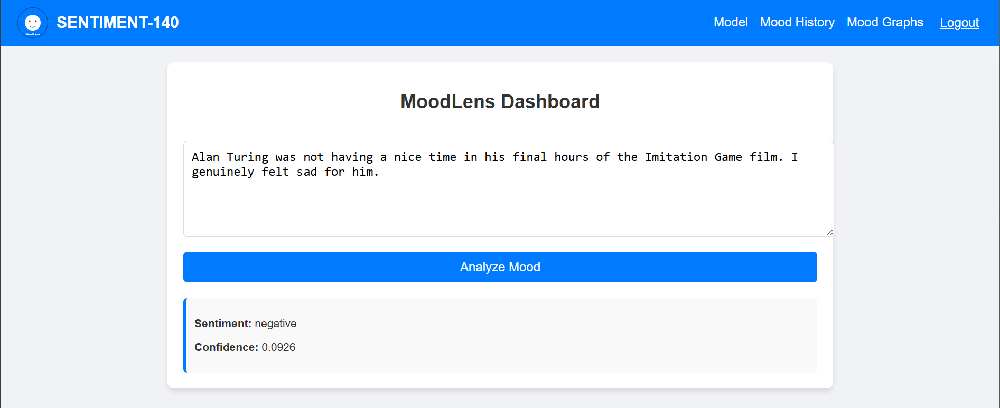 MoodLens
SENTIMENT-140
Model
Mood History
Mood Graphs
Logout
MoodLens Dashboard
Alan Turing was not having a nice time in his final hours of the Imitation Game film. I
genuinely felt sad for him.
Analyze Mood
Sentiment: negative
Confidence: 0.0926